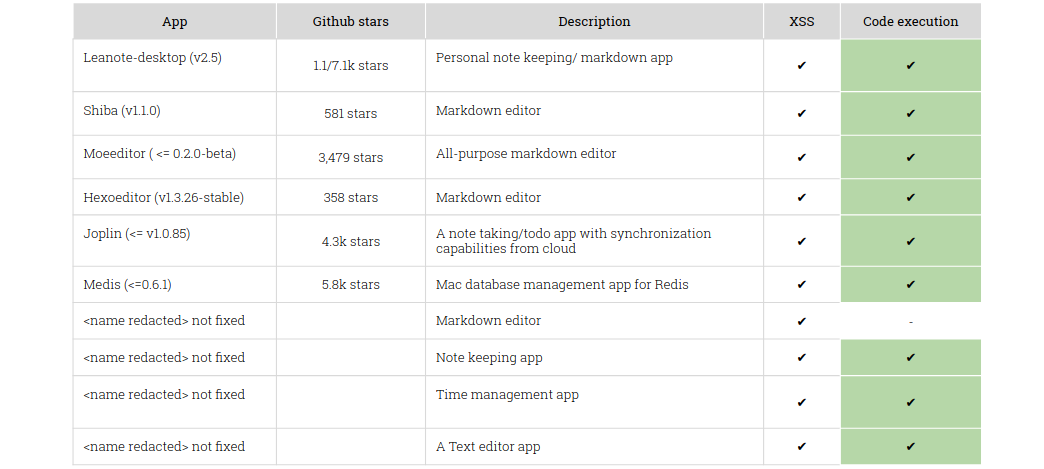 App Github stars Description XSS Code execution
Leanote-desktop (v2.5) 1.1/7.1k stars Personal note keeping/ markdown app ✔ ✔
Shiba (v1.1.0) 581 stars Markdown editor ✔ ✔
Moeeditor ( <= 0.2.0-beta) 3,479 stars All-purpose markdown editor ✔ ✔
Hexoeditor (v1.3.26-stable) 358 stars Markdown editor ✔ ✔
Joplin (<= v1.0.85) 4.3k stars A note taking/todo app with synchronization
capabilities from cloud ✔ ✔
Medis (<=0.6.1) 5.8k stars Mac database management app for Redis ✔ ✔
<name redacted> not fixed Markdown editor ✔ -
<name redacted> not fixed Note keeping app ✔ ✔
<name redacted> not fixed Time management app ✔ ✔
<name redacted> not fixed A Text editor app ✔ ✔